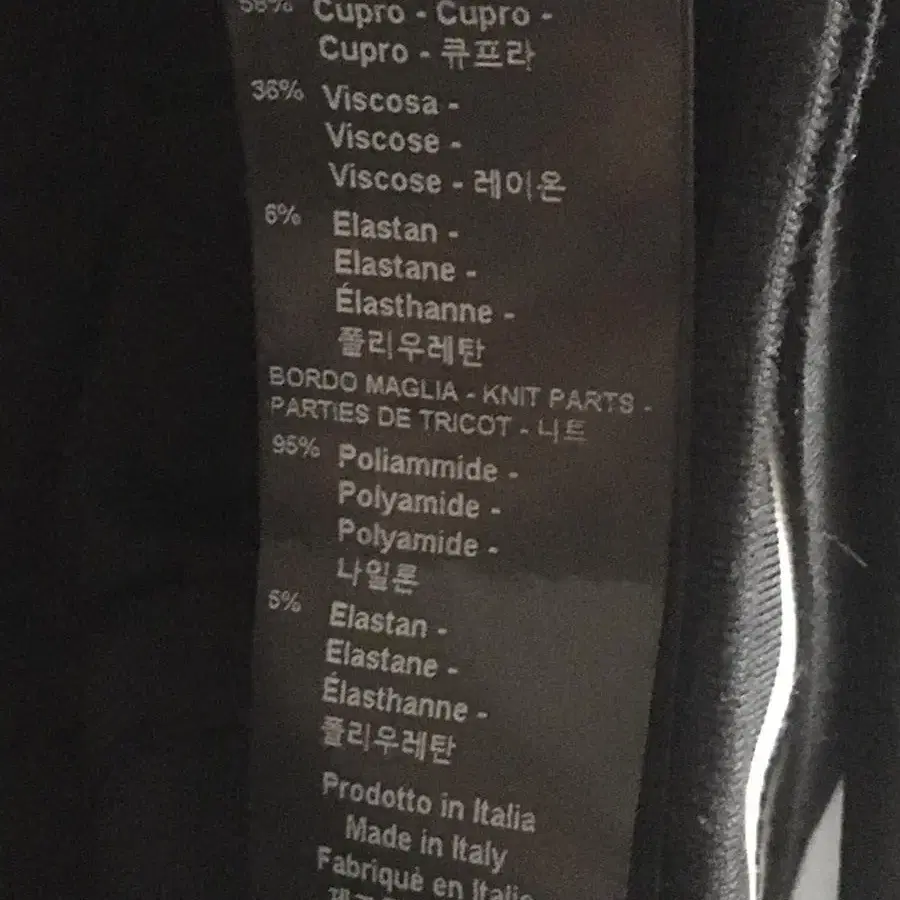 58% Cupro - Cupro -
Cupro - 큐프라
36% Viscosa -
Viscose -
Viscose - 레이온
6% Elastan -
Elastane -
Élasthanne -
폴리우레탄
BORDO MAGLIA - KNIT PARTS -
PARTIES DE TRICOT - 니트
95% Poliammide -
Polyamide -
Polyamide -
나일론
5% Elastan -
Elastane -
Élasthanne -
폴리우레탄
Prodotto in Italia
Made in Italy
Fabriqué en Italie